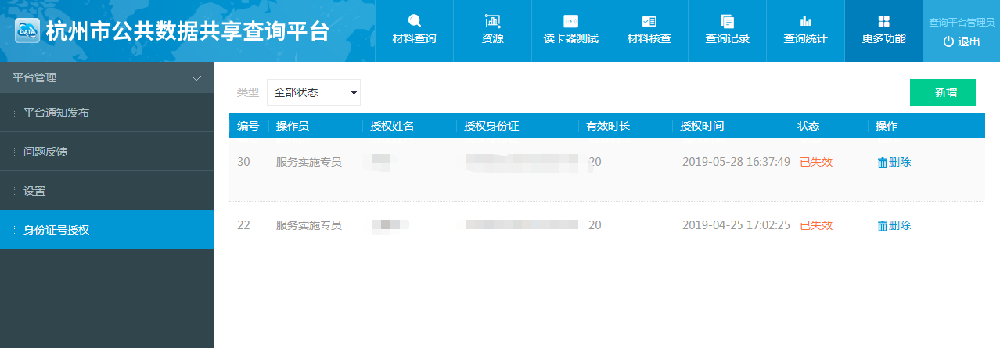 DATA 杭州市公共数据共享查询平台
材料查询 资源 读卡器测试 材料核查 查询记录 查询统计 更多功能
查询平台管理员
退出
平台管理
平台通知发布
问题反馈
设置
身份证号授权
类型 全部状态 新增
编号 操作员 授权姓名 授权身份证 有效时长 授权时间 状态 操作
30 服务实施专员 20 2019-05-28 16:37:49 已失效 删除
22 服务实施专员 20 2019-04-25 17:02:25 已失效 删除